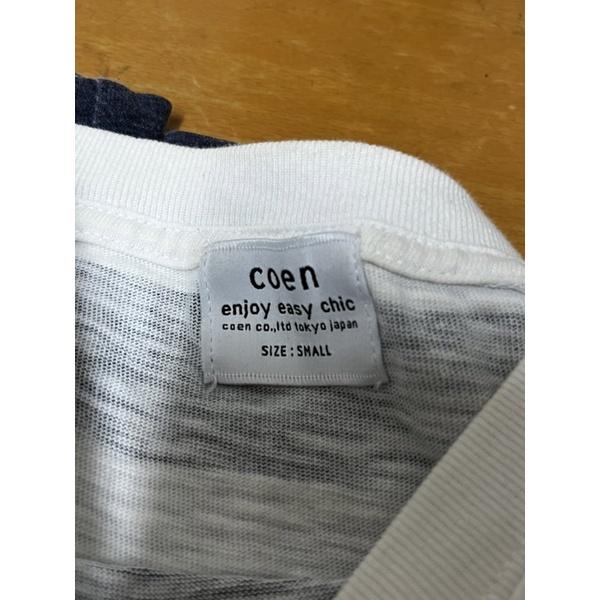 coen
enjoy easy chic
coen co.,ltd tokyo japan
SIZE : SMALL